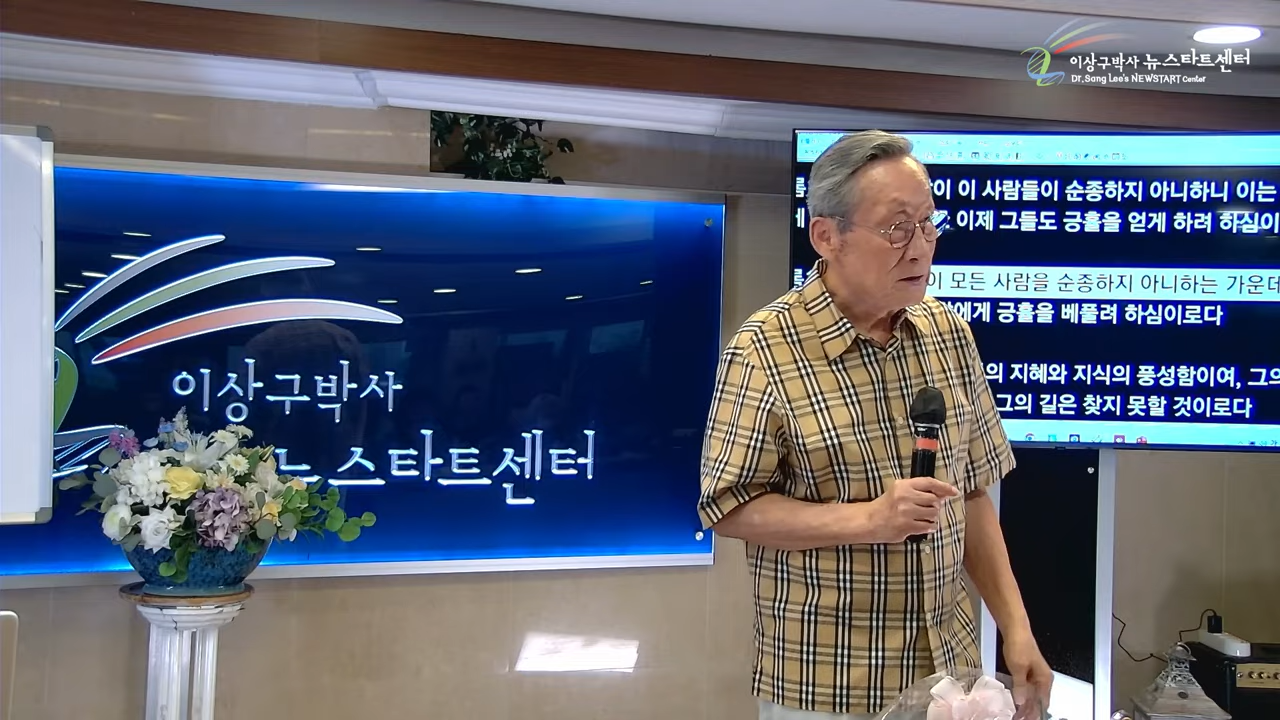 이상구박사 뉴스타트센터
Dr. Sang Lee's NEWSTART Center
이상구박사
뉴스타트센터
이 이 사람들이 순종하지 아니하니 이는
이제 그들도 긍휼을 얻게 하려 하심이
이 모든 사람을 순종하지 아니하는 가운데
에게 긍휼을 베풀려 하심이로다
의 지혜와 지식의 풍성함이여, 그의
그의 길은 찾지 못할 것이로다